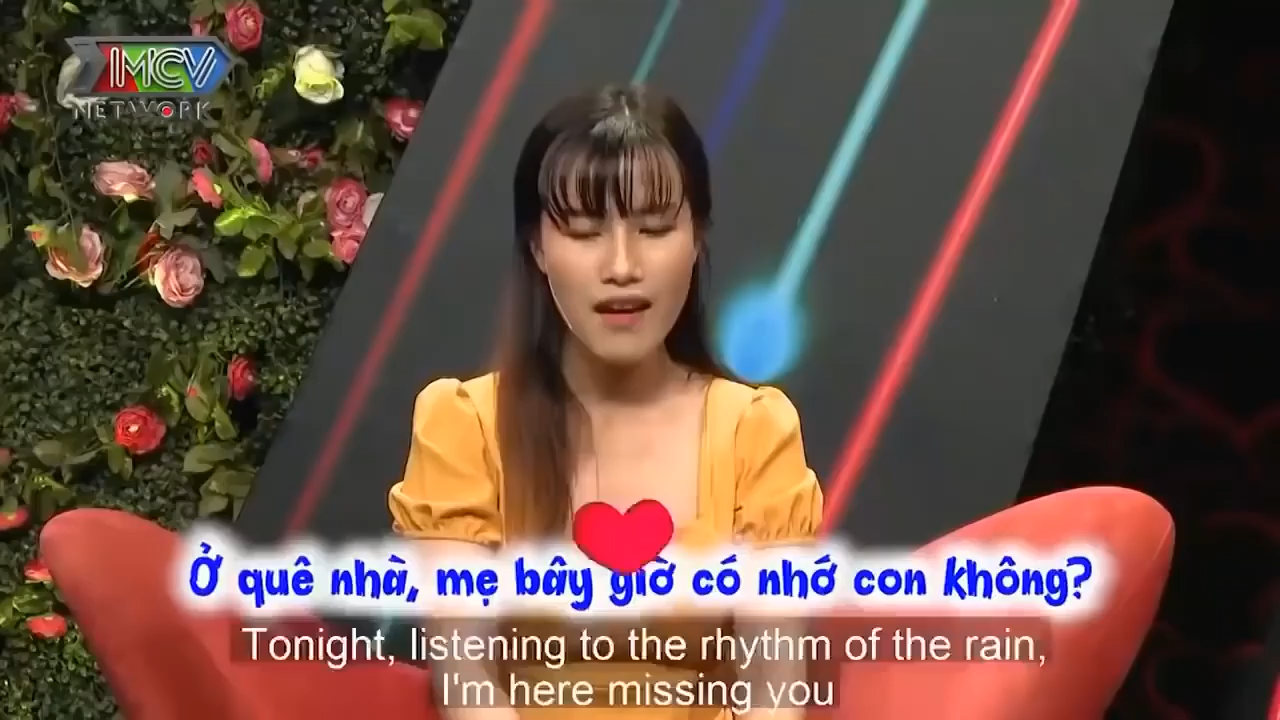 MCV
NETWORK
Ở quê nhà, mẹ bây giờ có nhớ con không?
Tonight, listening to the rhythm of the rain,
I'm here missing you